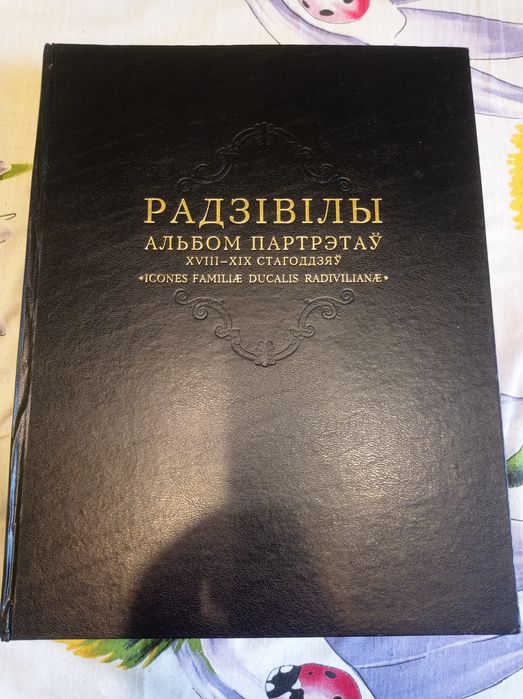 РАДЗІВІЛЫ
АЛЬБОМ ПАРТРЭТАЎ
XVIII–XIX СТАГОДДЗЯЎ
«ICONES FAMILIÆ DUCALIS RADIVILIANÆ»